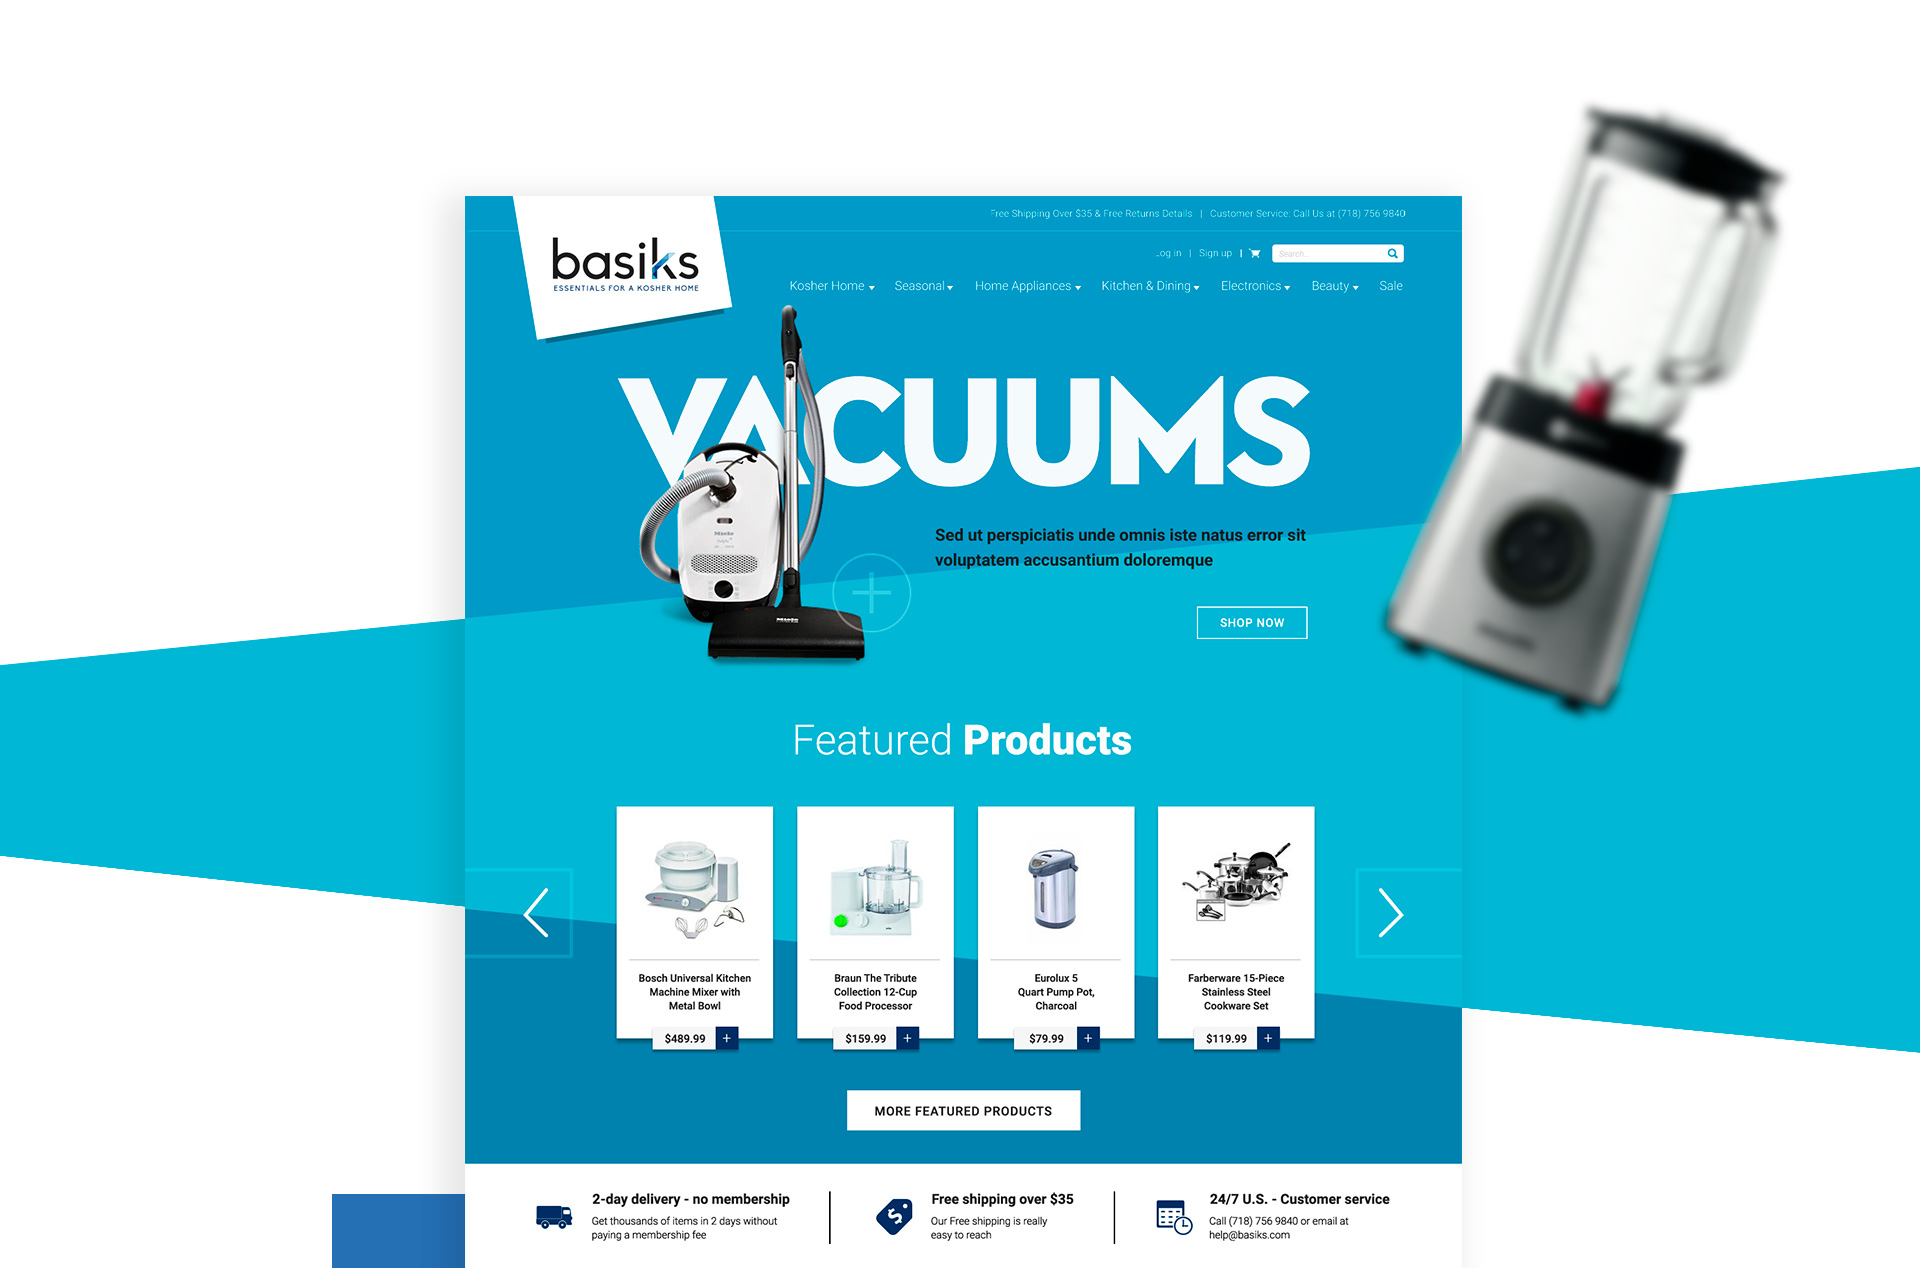 Free Shipping Over $35 & Free Returns Details | Customer Service: Call Us at (718) 756 9840
basiks
ESSENTIALS FOR A KOSHER HOME
Log in | Sign up |
Search...
Kosher Home
Seasonal
Home Appliances
Kitchen & Dining
Electronics
Beauty
Sale
VACUUMS
Miele
Miele
Sed ut perspiciatis unde omnis iste natus error sit
voluptatem accusantium doloremque
SHOP NOW
Featured Products
Bosch Universal Kitchen
Machine Mixer with
Metal Bowl
$489.99 +
Braun The Tribute
Collection 12-Cup
Food Processor
$159.99 +
Eurolux 5
Quart Pump Pot,
Charcoal
$79.99 +
Farberware 15-Piece
Stainless Steel
Cookware Set
$119.99 +
MORE FEATURED PRODUCTS
2-day delivery - no membership
Get thousands of items in 2 days without
paying a membership fee
Free shipping over $35
Our Free shipping is really
easy to reach
24/7 U.S. - Customer service
Call (718) 756 9840 or email at
help@basiks.com